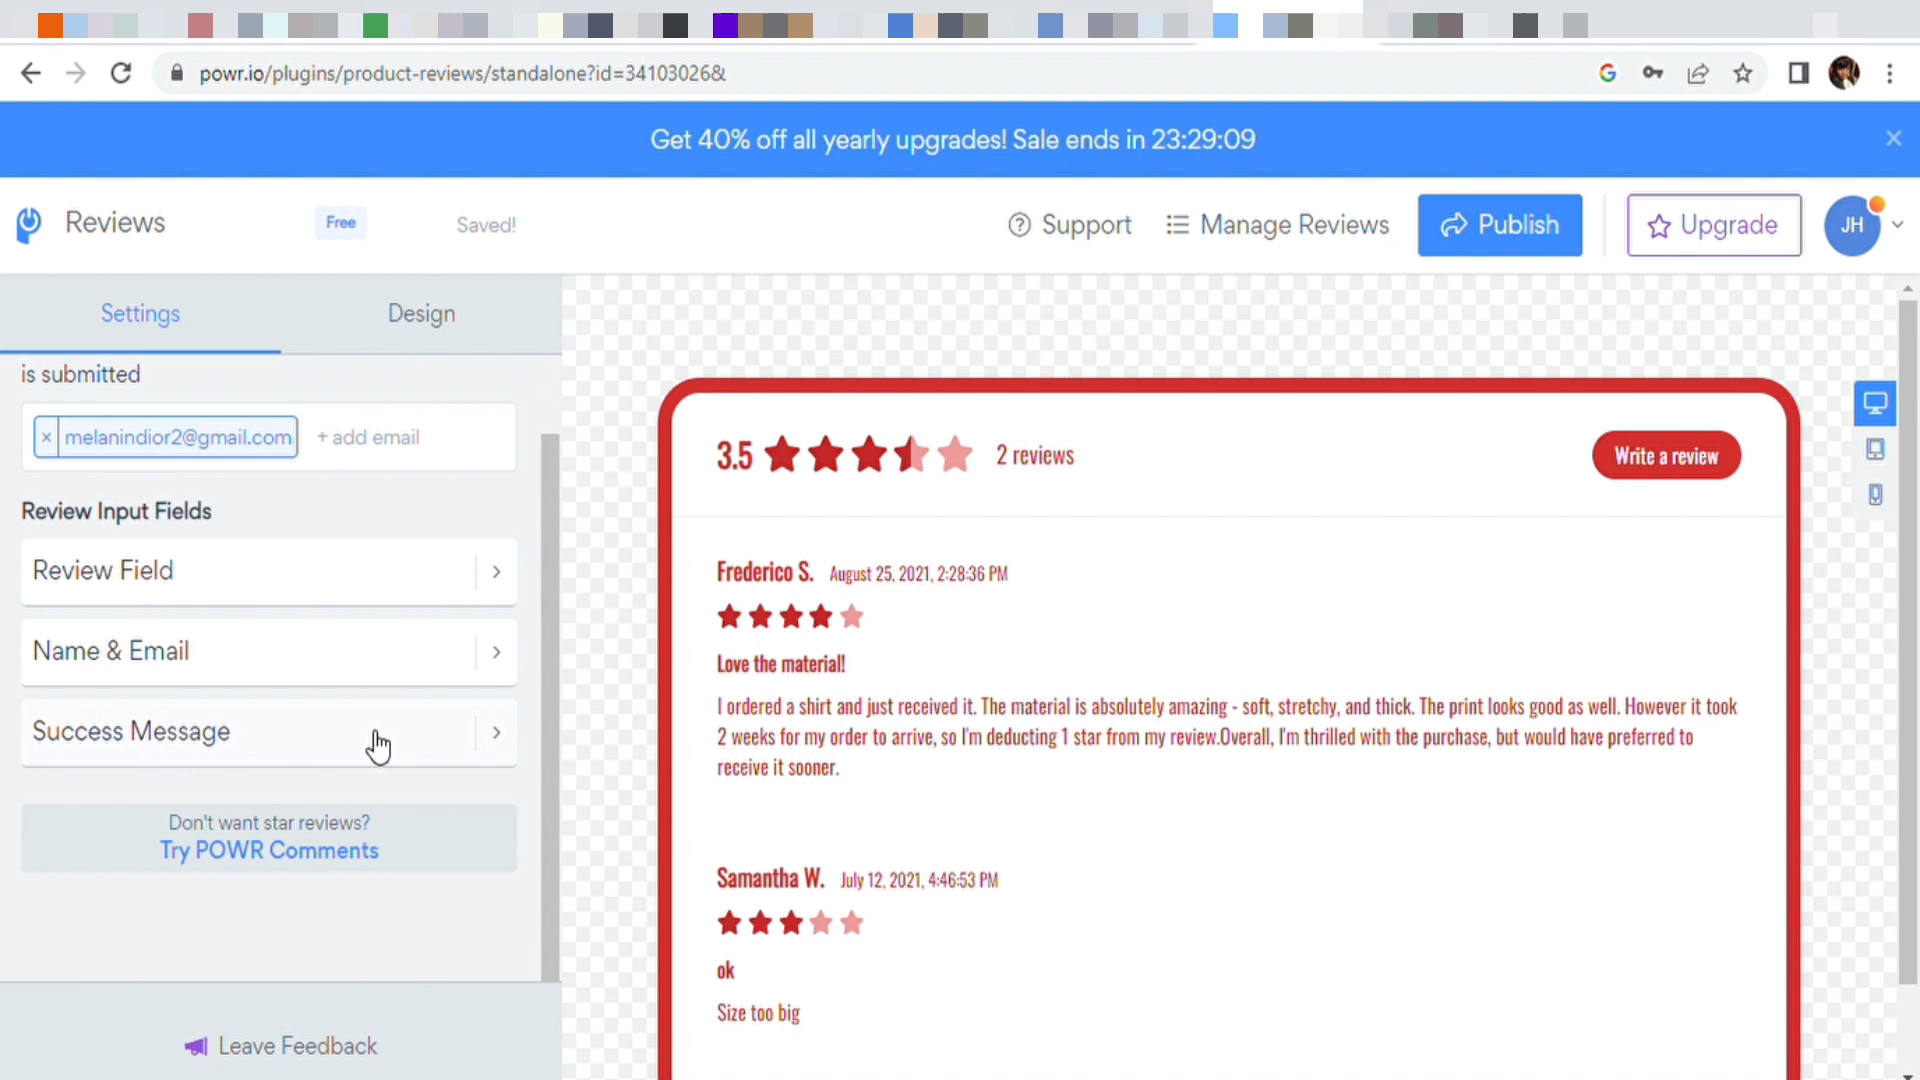 powr.io/plugins/product-reviews/standalone?id=34103026&
Get 40% off all yearly upgrades! Sale ends in 23:29:09
Reviews
Free
Saved!
Support
Manage Reviews
Publish
Upgrade
JH
Settings
Design
is submitted
× melanindior2@gmail.com
+ add email
Review Input Fields
Review Field
Name & Email
Success Message
Don't want star reviews?
Try POWR Comments
Leave Feedback
3.5
2 reviews
Write a review
Frederico S. August 25, 2021, 2:28:36 PM
Love the material!
I ordered a shirt and just received it. The material is absolutely amazing - soft, stretchy, and thick. The print looks good as well. However it took
2 weeks for my order to arrive, so I'm deducting 1 star from my review.Overall, I'm thrilled with the purchase, but would have preferred to
receive it sooner.
Samantha W. July 12, 2021, 4:46:53 PM
ok
Size too big